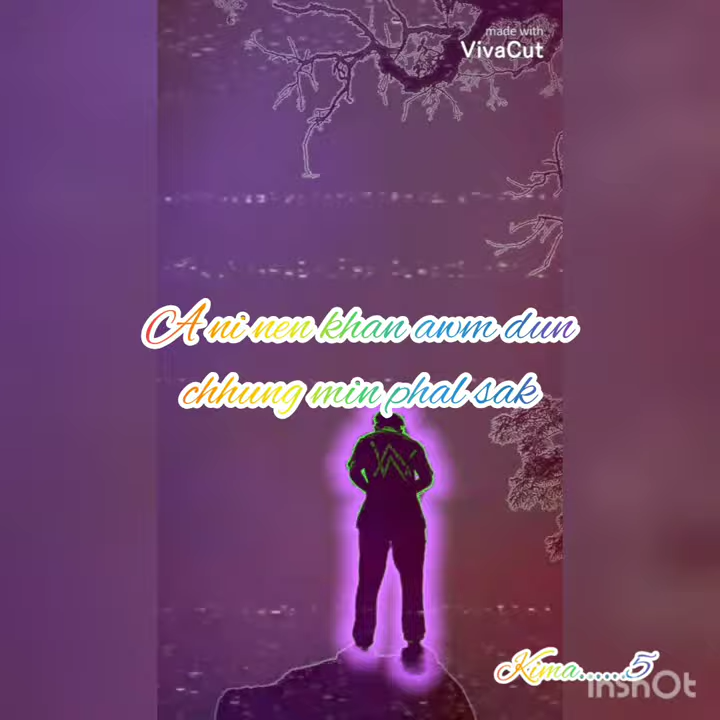 made with
VivaCut
A ni nen khan awm dun
chhung min phal sak
Kima......5
InShOt